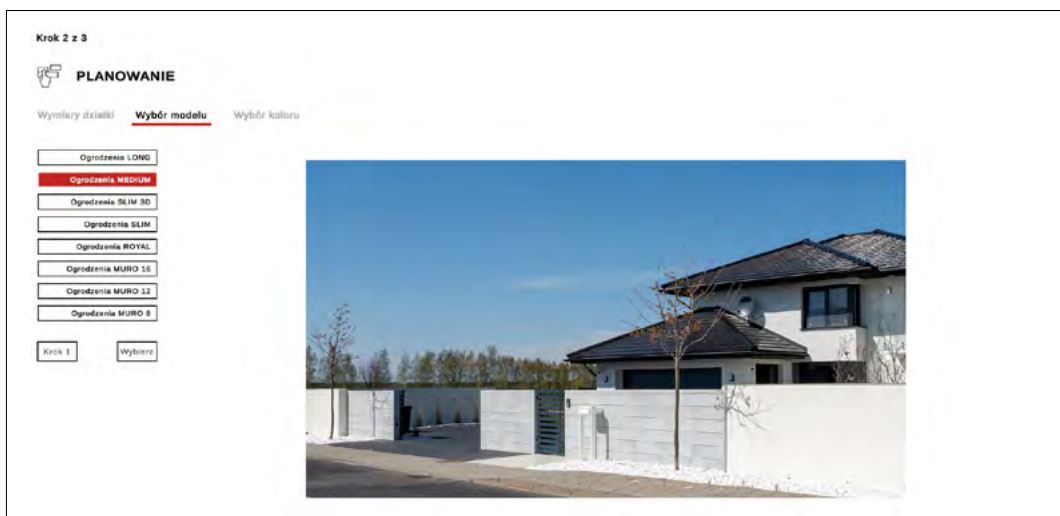 Krok 2 z 3
PLANOWANIE
Wymiary działki Wybór modelu Wybór koloru
Ogrodzenia LONG
Ogrodzenia MEDIUM
Ogrodzenia SLIM 3D
Ogrodzenia SLIM
Ogrodzenia ROYAL
Ogrodzenia MURO 16
Ogrodzenia MURO 12
Ogrodzenia MURO 8
Krok 1 Wybierz